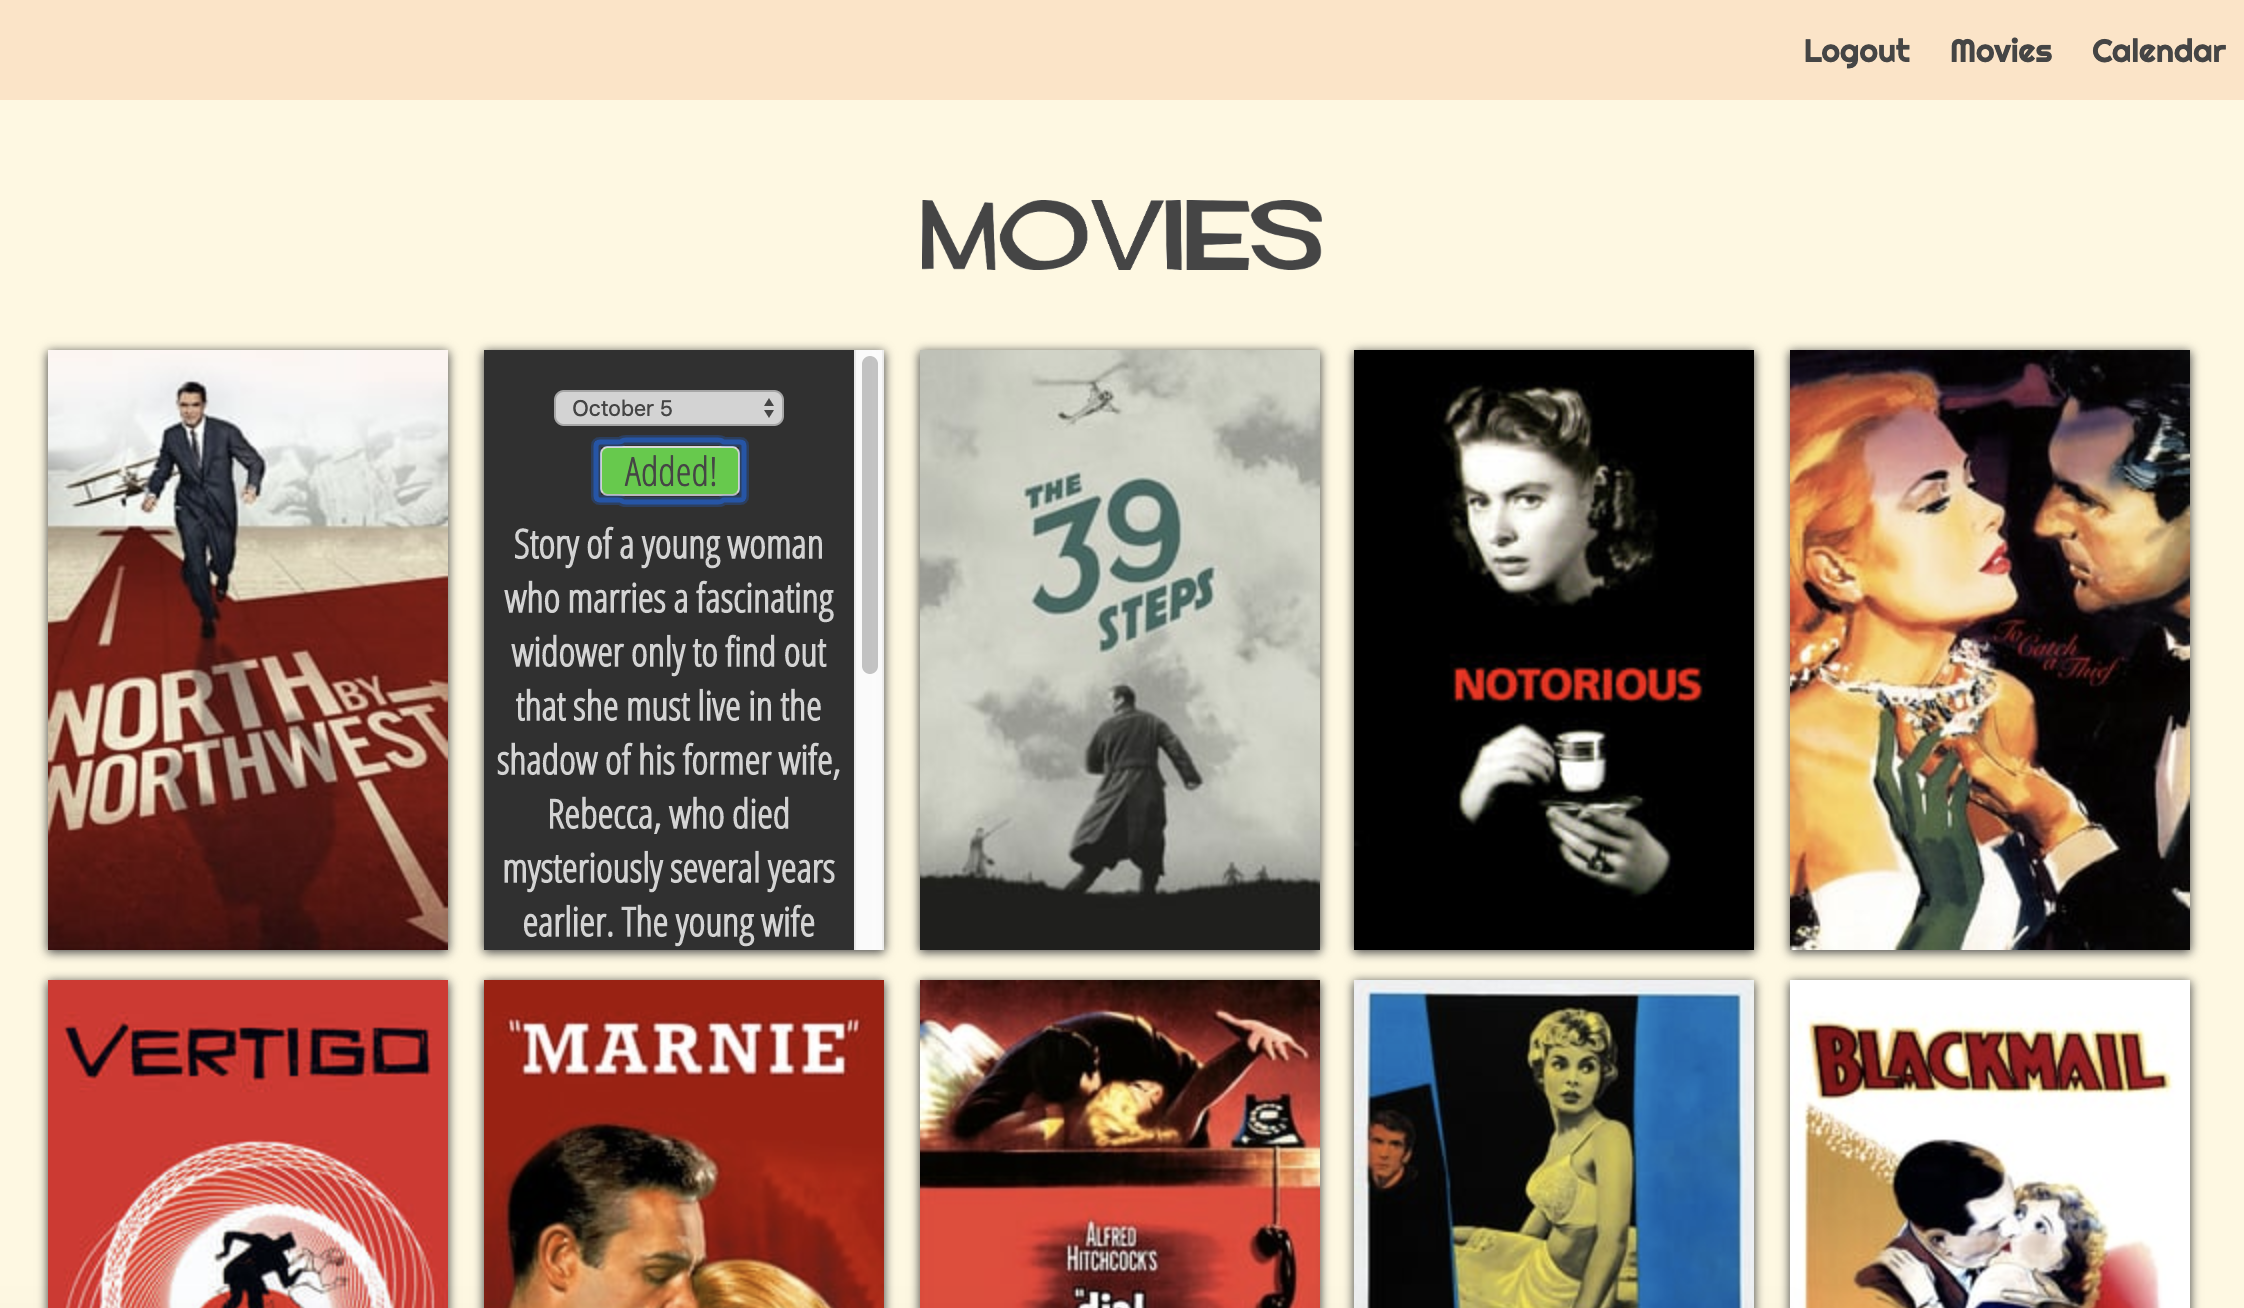 Logout Movies Calendar
MOVIES
NORTH BY
NORTHWEST
October 5
Added!
Story of a young woman
who marries a fascinating
widower only to find out
that she must live in the
shadow of his former wife,
Rebecca, who died
mysteriously several years
earlier. The young wife
THE
39
STEPS
NOTORIOUS
To
Catch
a Thief
VERTIGO
"MARNIE"
ALFRED
HITCHCOCK'S
"dial
BLACKMAIL